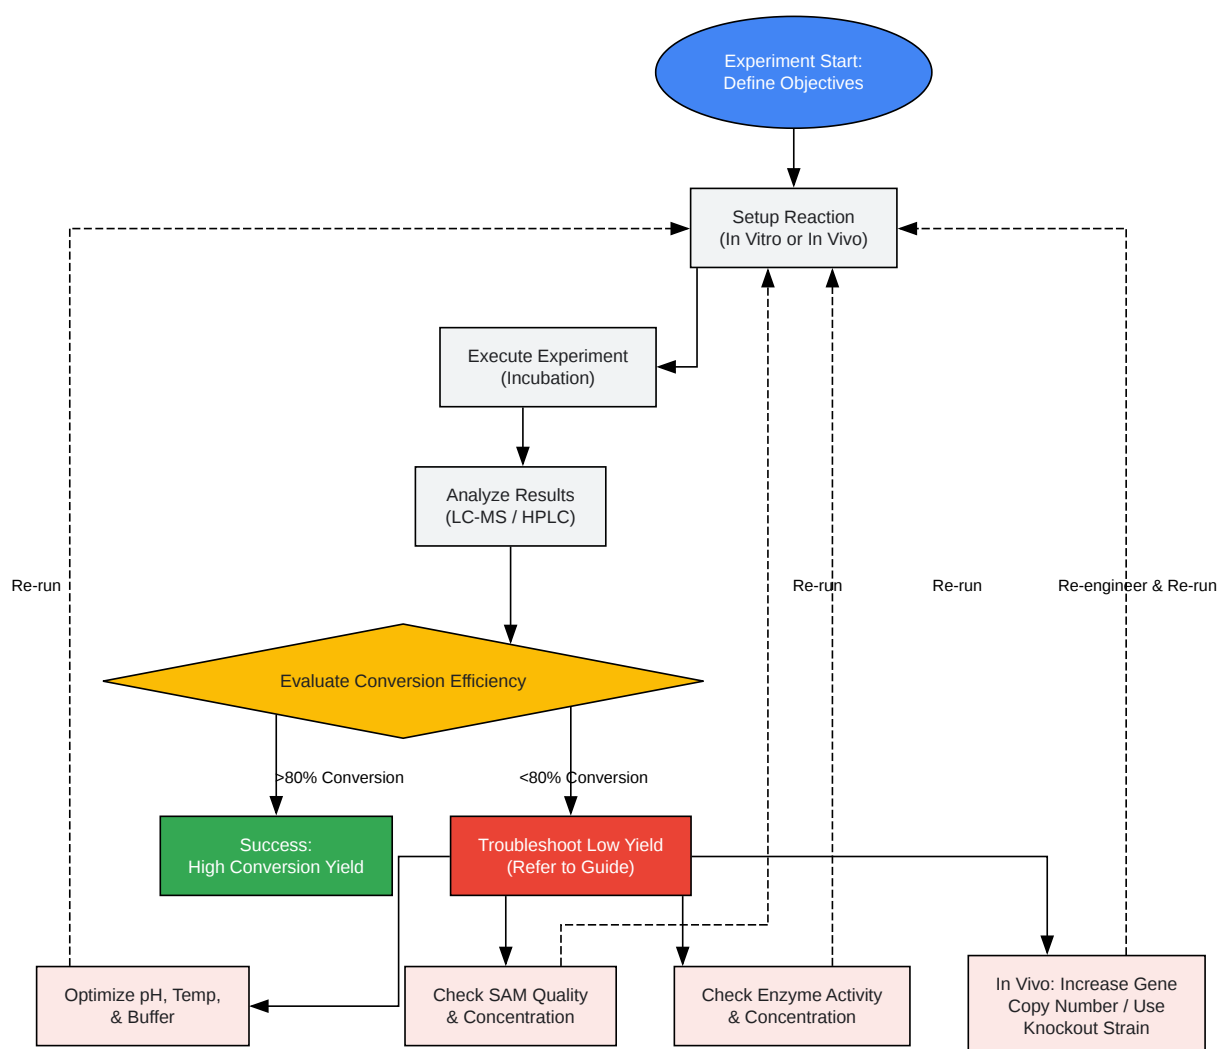 Experiment Start:
Define Objectives
Setup Reaction
(In Vitro or In Vivo)
Execute Experiment
(Incubation)
Analyze Results
(LC-MS / HPLC)
Re-run
Re-run
Re-run
Re-engineer & Re-run
Evaluate Conversion Efficiency
>80% Conversion
<80% Conversion
Success:
High Conversion Yield
Troubleshoot Low Yield
(Refer to Guide)
Optimize pH, Temp,
& Buffer
Check SAM Quality
& Concentration
Check Enzyme Activity
& Concentration
In Vivo: Increase Gene
Copy Number / Use
Knockout Strain